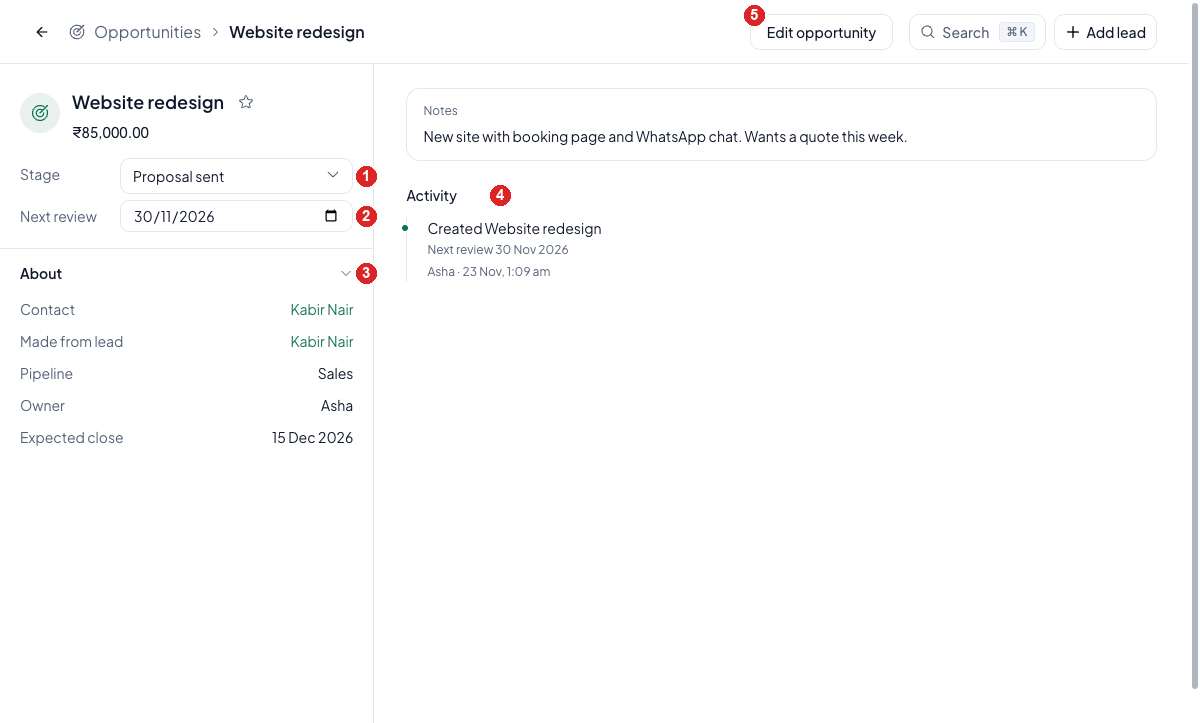 Opportunities > Website redesign
5
Edit opportunity
Search ⌘ K
Add lead
Website redesign
₹85,000.00
Stage Proposal sent 1
Next review 30/11/2026 2
About 3
Contact Kabir Nair
Made from lead Kabir Nair
Pipeline Sales
Owner Asha
Expected close 15 Dec 2026
Notes
New site with booking page and WhatsApp chat. Wants a quote this week.
Activity 4
Created Website redesign
Next review 30 Nov 2026
Asha · 23 Nov, 1:09 am